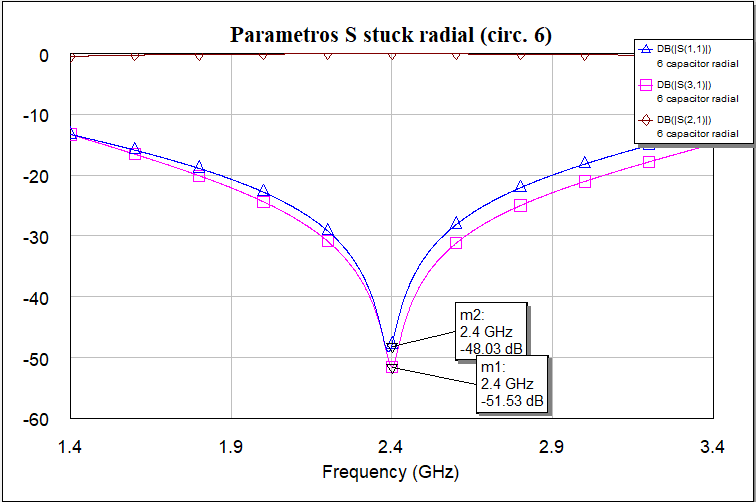 Parametros S stuck radial (circ. 6)
DB(|S(1,1)|)
6 capacitor radial
DB(|S(3,1)|)
6 capacitor radial
DB(|S(2,1)|)
6 capacitor radial
0
-10
-20
-30
-40
-50
-60
m2:
2.4 GHz
-48.03 dB
m1:
2.4 GHz
-51.53 dB
1.4 1.9 2.4 2.9 3.4
Frequency (GHz)